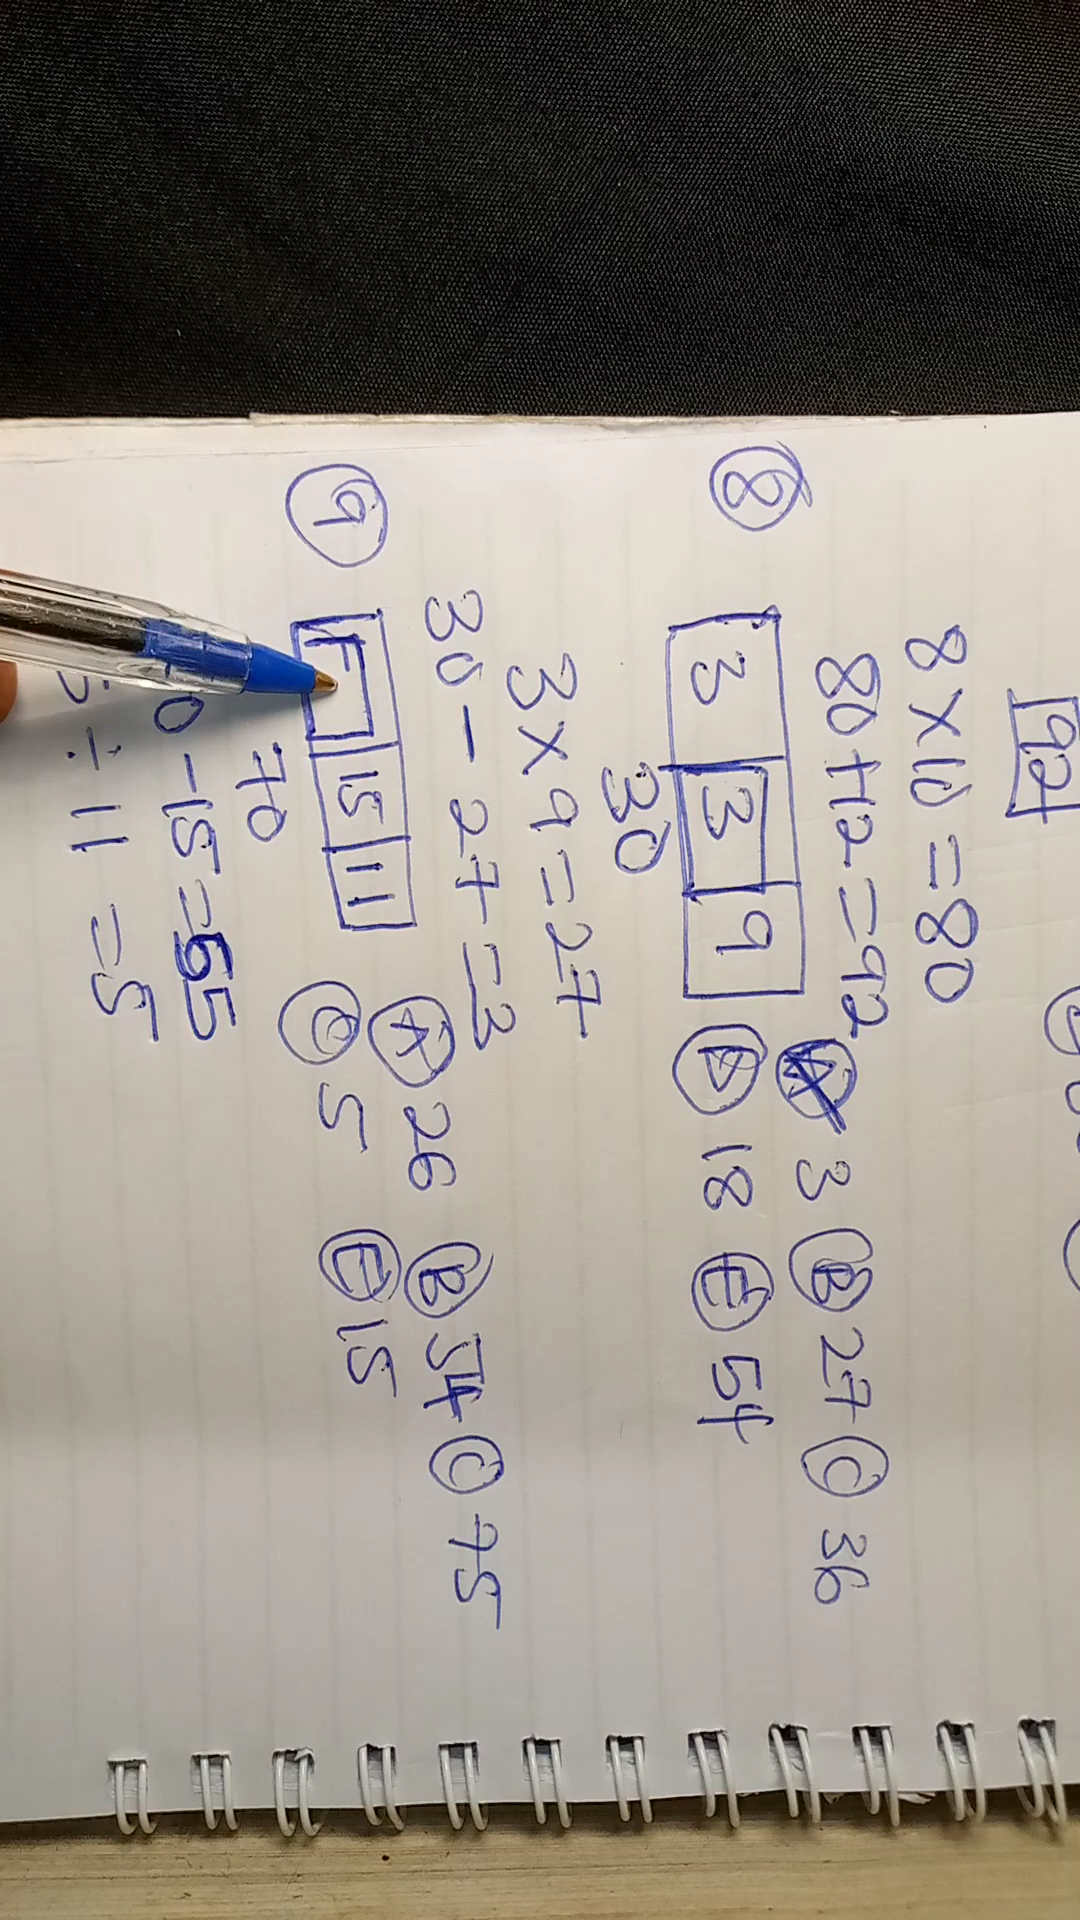 92
8×10=80
80+12=92
8
3 3 9
A 3 B 27 C 36
D 18 E 54
30
3×9=27
30-27=3
9
15 11
A 26 B 54 C 75
5 E 15
70
-15=55
÷11=5